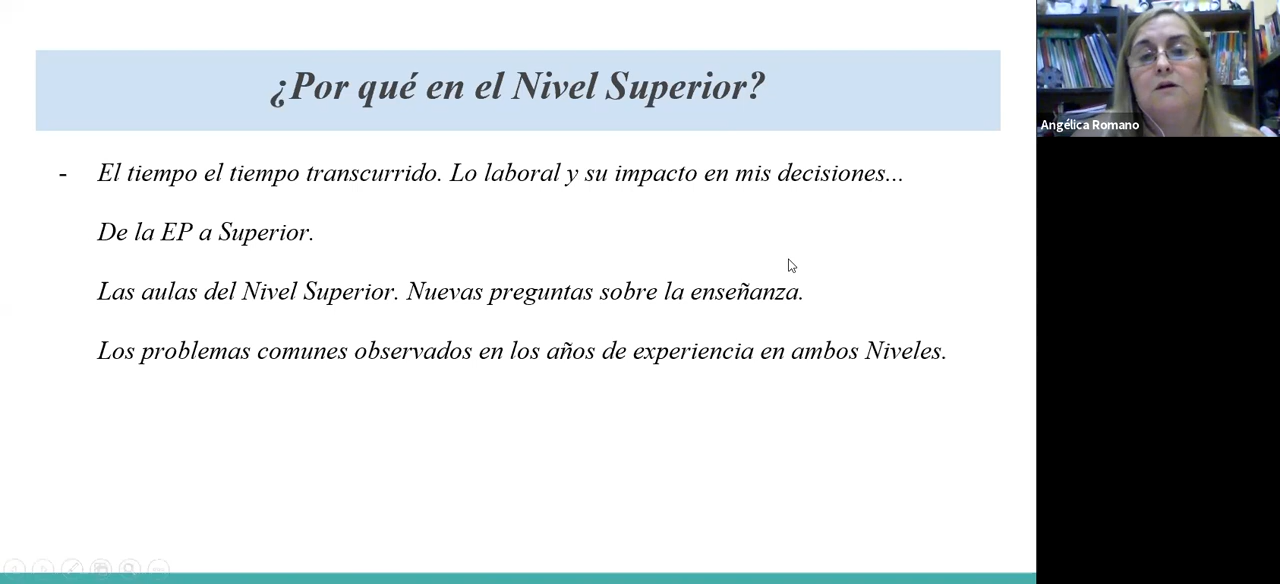 ¿Por qué en el Nivel Superior?
- El tiempo el tiempo transcurrido. Lo laboral y su impacto en mis decisiones...
De la EP a Superior.
Las aulas del Nivel Superior. Nuevas preguntas sobre la enseñanza.
Los problemas comunes observados en los años de experiencia en ambos Niveles.
Angélica Romano